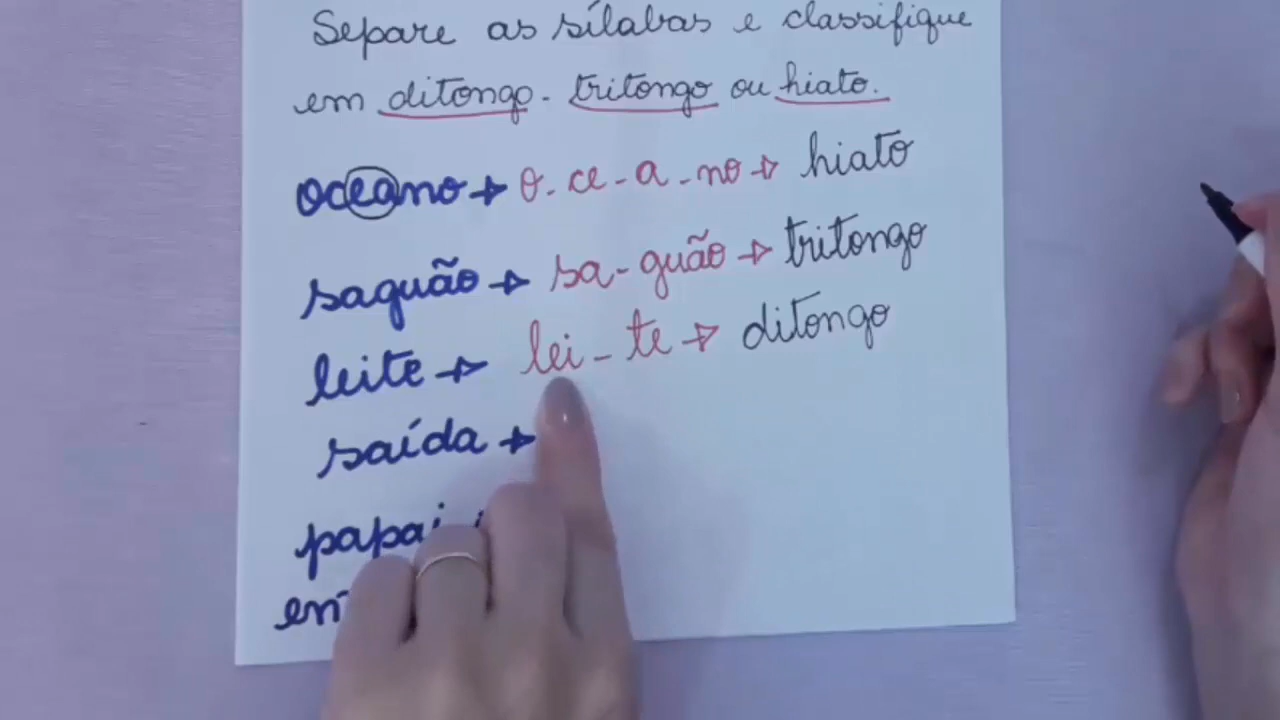 Separe as sílabas e classifique
em ditongo. tritongo ou hiato.
oceano → o - ce - a - no → hiato
saguão → sa - guão → tritongo
leite → lei - te → ditongo
saída →
papai